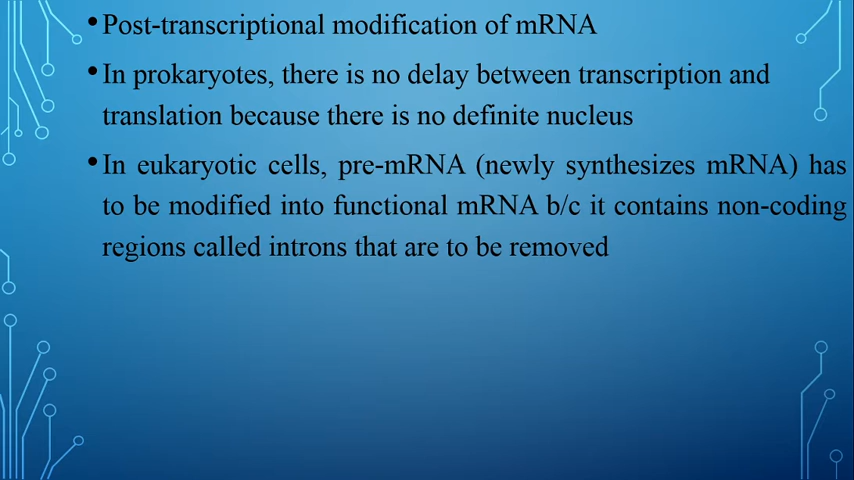 •Post-transcriptional modification of mRNA
•In prokaryotes, there is no delay between transcription and
translation because there is no definite nucleus
•In eukaryotic cells, pre-mRNA (newly synthesizes mRNA) has
to be modified into functional mRNA b/c it contains non-coding
regions called introns that are to be removed